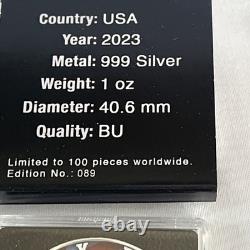 Country: USA
Year: 2023
Metal: 999 Silver
Weight: 1 oz
Diameter: 40.6 mm
Quality: BU
Limited to 100 pieces worldwide.
Edition No.: 089